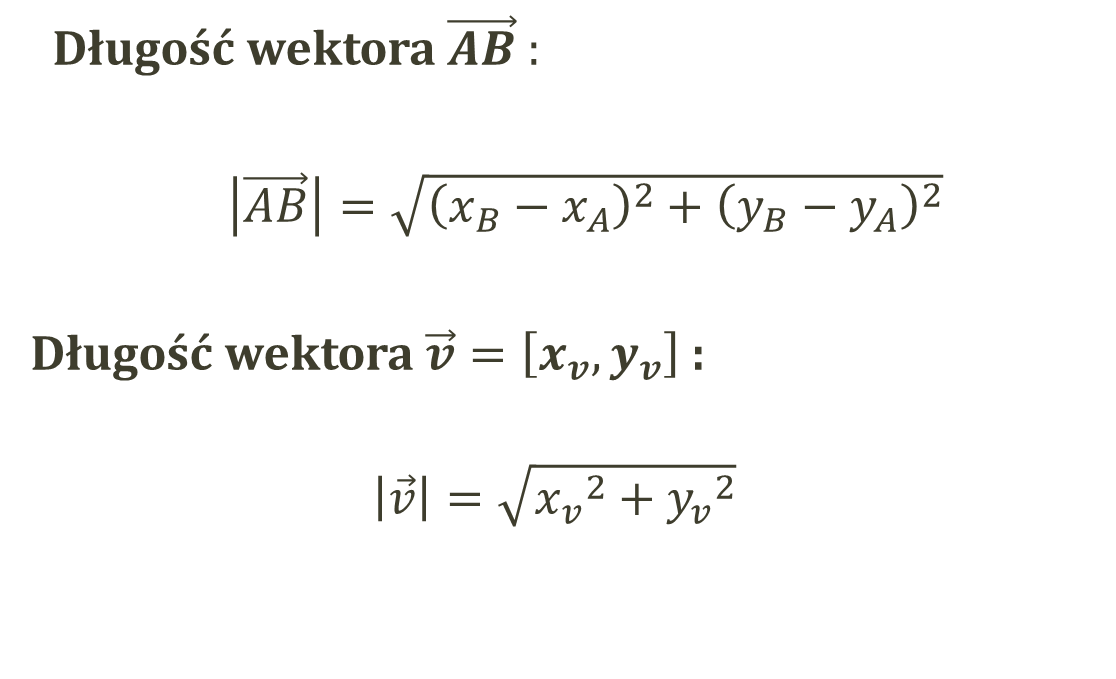 Długość wektora $\overrightarrow{AB}$ :
$|\overrightarrow{AB}| = \sqrt{(x_B - x_A)^2 + (y_B - y_A)^2}$
Długość wektora $\vec{v} = [x_v, y_v]$ :
$|\vec{v}| = \sqrt{{x_v}^2 + {y_v}^2}$